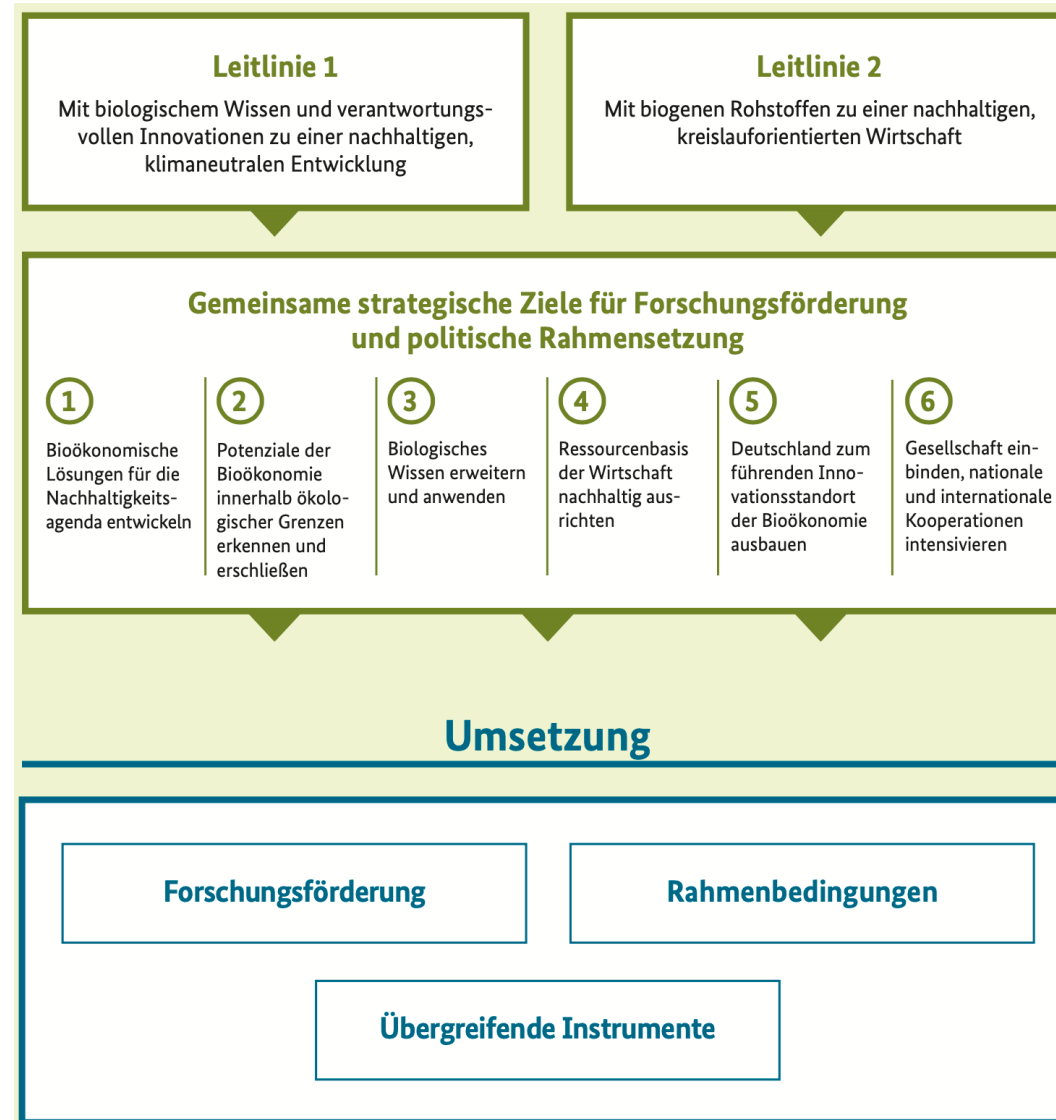 Leitlinie 1
Mit biologischem Wissen und verantwortungs-
vollen Innovationen zu einer nachhaltigen,
klimaneutralen Entwicklung
Leitlinie 2
Mit biogenen Rohstoffen zu einer nachhaltigen,
kreislauforientierten Wirtschaft
Gemeinsame strategische Ziele für Forschungsförderung
und politische Rahmensetzung
1
Bioökonomische
Lösungen für die
Nachhaltigkeits-
agenda entwickeln
2
Potenziale der
Bioökonomie
innerhalb ökolo-
gischer Grenzen
erkennen und
erschließen
3
Biologisches
Wissen erweitern
und anwenden
4
Ressourcenbasis
der Wirtschaft
nachhaltig aus-
richten
5
Deutschland zum
führenden Inno-
vationsstandort
der Bioökonomie
ausbauen
6
Gesellschaft ein-
binden, nationale
und internationale
Kooperationen
intensivieren
Umsetzung
Forschungsförderung
Rahmenbedingungen
Übergreifende Instrumente